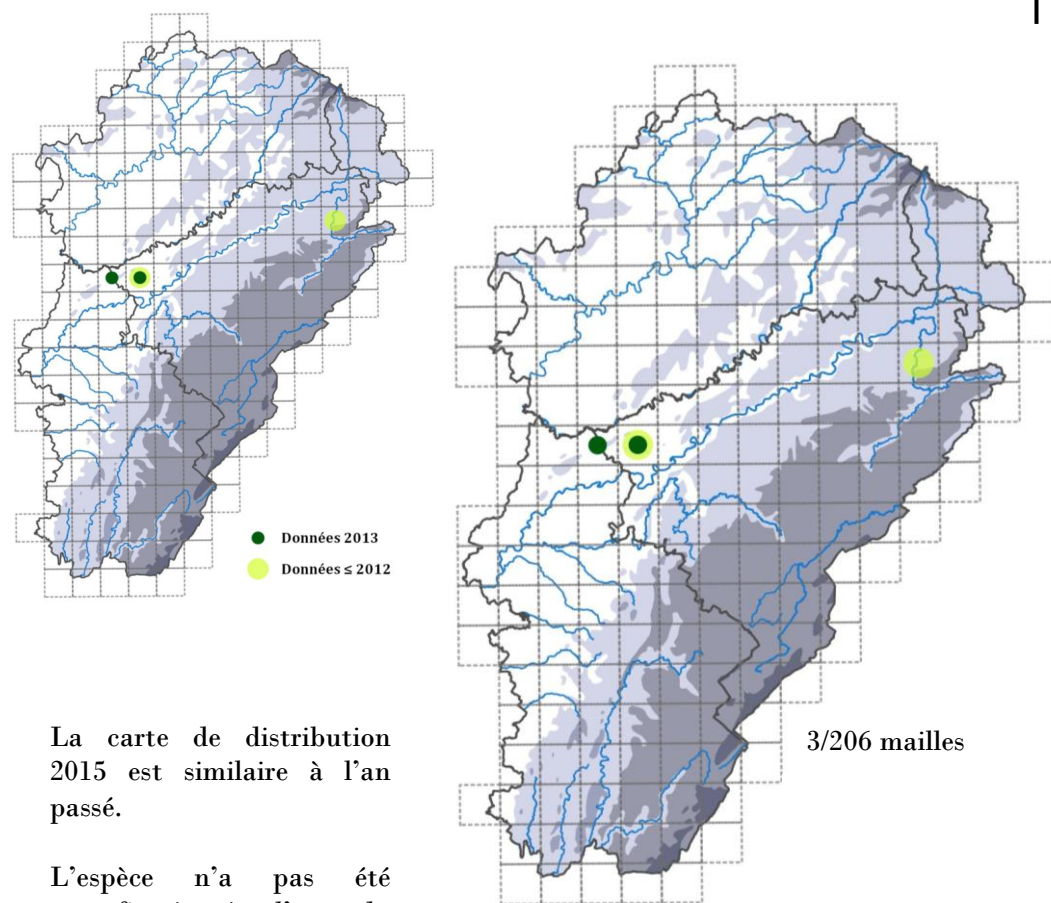 Données 2013
Données ≤ 2012
La carte de distribution
2015 est similaire à l'an
passé.
L'espèce n'a pas été
3/206 mailles